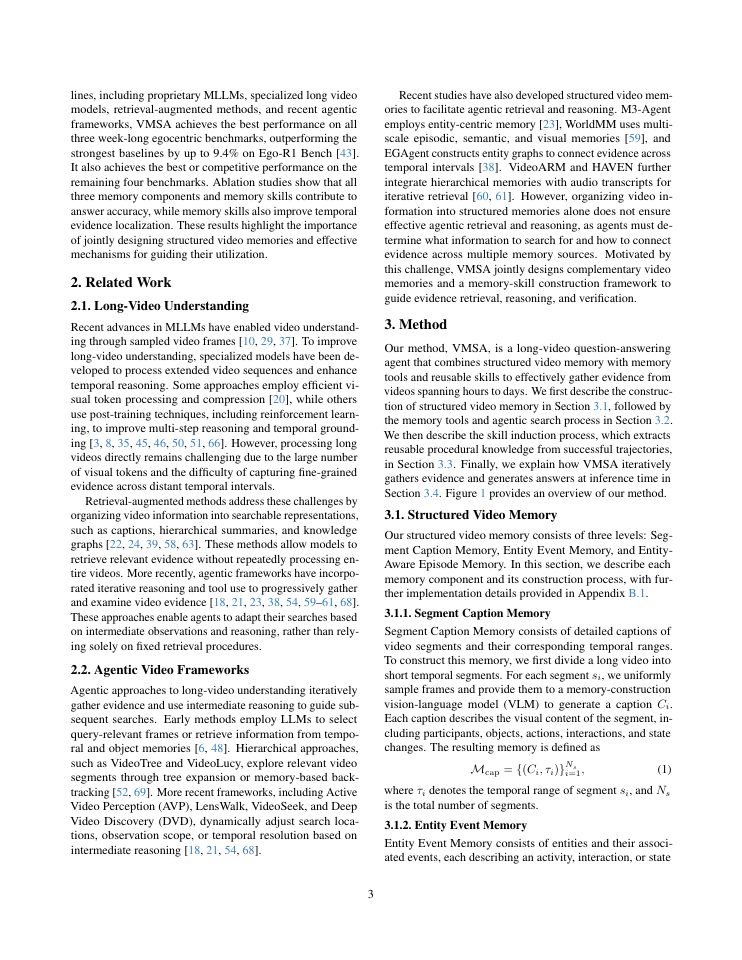 lines, including proprietary MLLMs, specialized long video
models, retrieval-augmented methods, and recent agentic
frameworks, VMSA achieves the best performance on all
three week-long egocentric benchmarks, outperforming the
strongest baselines by up to 9.4% on Ego-R1 Bench [43].
It also achieves the best or competitive performance on the
remaining four benchmarks. Ablation studies show that all
three memory components and memory skills contribute to
answer accuracy, while memory skills also improve temporal
evidence localization. These results highlight the importance
of jointly designing structured video memories and effective
mechanisms for guiding their utilization.
2. Related Work
2.1. Long-Video Understanding
Recent advances in MLLMs have enabled video understand-
ing through sampled video frames [10, 29, 37]. To improve
long-video understanding, specialized models have been de-
veloped to process extended video sequences and enhance
temporal reasoning. Some approaches employ efficient vi-
sual token processing and compression [20], while others
use post-training techniques, including reinforcement learn-
ing, to improve multi-step reasoning and temporal ground-
ing [3, 8, 35, 45, 46, 50, 51, 66]. However, processing long
videos directly remains challenging due to the large number
of visual tokens and the difficulty of capturing fine-grained
evidence across distant temporal intervals.
Retrieval-augmented methods address these challenges by
organizing video information into searchable representations,
such as captions, hierarchical summaries, and knowledge
graphs [22, 24, 39, 58, 63]. These methods allow models to
retrieve relevant evidence without repeatedly processing en-
tire videos. More recently, agentic frameworks have incorpo-
rated iterative reasoning and tool use to progressively gather
and examine video evidence [18, 21, 23, 38, 54, 59–61, 68].
These approaches enable agents to adapt their searches based
on intermediate observations and reasoning, rather than rely-
ing solely on fixed retrieval procedures.
2.2. Agentic Video Frameworks
Agentic approaches to long-video understanding iteratively
gather evidence and use intermediate reasoning to guide sub-
sequent searches. Early methods employ LLMs to select
query-relevant frames or retrieve information from tempo-
ral and object memories [6, 48]. Hierarchical approaches,
such as VideoTree and VideoLucy, explore relevant video
segments through tree expansion or memory-based back-
tracking [52, 69]. More recent frameworks, including Active
Video Perception (AVP), LensWalk, VideoSeek, and Deep
Video Discovery (DVD), dynamically adjust search loca-
tions, observation scope, or temporal resolution based on
intermediate reasoning [18, 21, 54, 68].
Recent studies have also developed structured video mem-
ories to facilitate agentic retrieval and reasoning. M3-Agent
employs entity-centric memory [23], WorldMM uses multi-
scale episodic, semantic, and visual memories [59], and
EGAgent constructs entity graphs to connect evidence across
temporal intervals [38]. VideoARM and HAVEN further
integrate hierarchical memories with audio transcripts for
iterative retrieval [60, 61]. However, organizing video in-
formation into structured memories alone does not ensure
effective agentic retrieval and reasoning, as agents must de-
termine what information to search for and how to connect
evidence across multiple memory sources. Motivated by
this challenge, VMSA jointly designs complementary video
memories and a memory-skill construction framework to
guide evidence retrieval, reasoning, and verification.
3. Method
Our method, VMSA, is a long-video question-answering
agent that combines structured video memory with memory
tools and reusable skills to effectively gather evidence from
videos spanning hours to days. We first describe the construc-
tion of structured video memory in Section 3.1, followed by
the memory tools and agentic search process in Section 3.2.
We then describe the skill induction process, which extracts
reusable procedural knowledge from successful trajectories,
in Section 3.3. Finally, we explain how VMSA iteratively
gathers evidence and generates answers at inference time in
Section 3.4. Figure 1 provides an overview of our method.
3.1. Structured Video Memory
Our structured video memory consists of three levels: Seg-
ment Caption Memory, Entity Event Memory, and Entity-
Aware Episode Memory. In this section, we describe each
memory component and its construction process, with fur-
ther implementation details provided in Appendix B.1.
3.1.1. Segment Caption Memory
Segment Caption Memory consists of detailed captions of
video segments and their corresponding temporal ranges.
To construct this memory, we first divide a long video into
short temporal segments. For each segment s_i, we uniformly
sample frames and provide them to a memory-construction
vision-language model (VLM) to generate a caption C_i.
Each caption describes the visual content of the segment, in-
cluding participants, objects, actions, interactions, and state
changes. The resulting memory is defined as
M_cap = {(C_i, τ_i)}_{i=1}^{N_s}, (1)
where τ_i denotes the temporal range of segment s_i, and N_s
is the total number of segments.
3.1.2. Entity Event Memory
Entity Event Memory consists of entities and their associ-
ated events, each describing an activity, interaction, or state
3